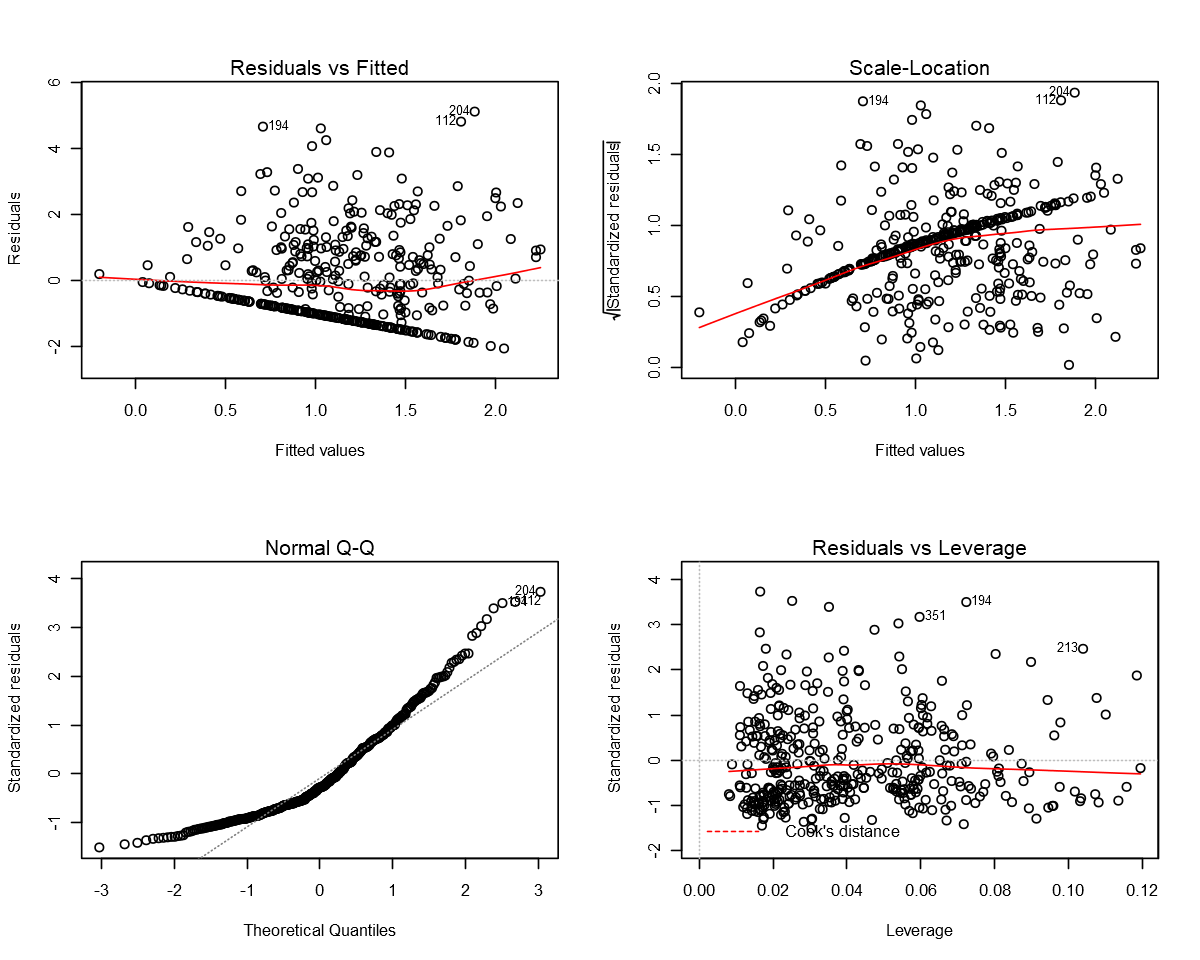 Residuals vs Fitted
Residuals
6
4
2
0
-2
194
204
112
0.0 0.5 1.0 1.5 2.0
Fitted values
Scale-Location
√|Standardized residuals|
2.0
1.5
1.0
0.5
0.0
194
204
112
0.0 0.5 1.0 1.5 2.0
Fitted values
Normal Q-Q
Standardized residuals
4
3
2
1
0
-1
204
112
-3 -2 -1 0 1 2 3
Theoretical Quantiles
Residuals vs Leverage
Standardized residuals
4
3
2
1
0
-1
-2
194
351
213
Cook's distance
0.00 0.02 0.04 0.06 0.08 0.10 0.12
Leverage